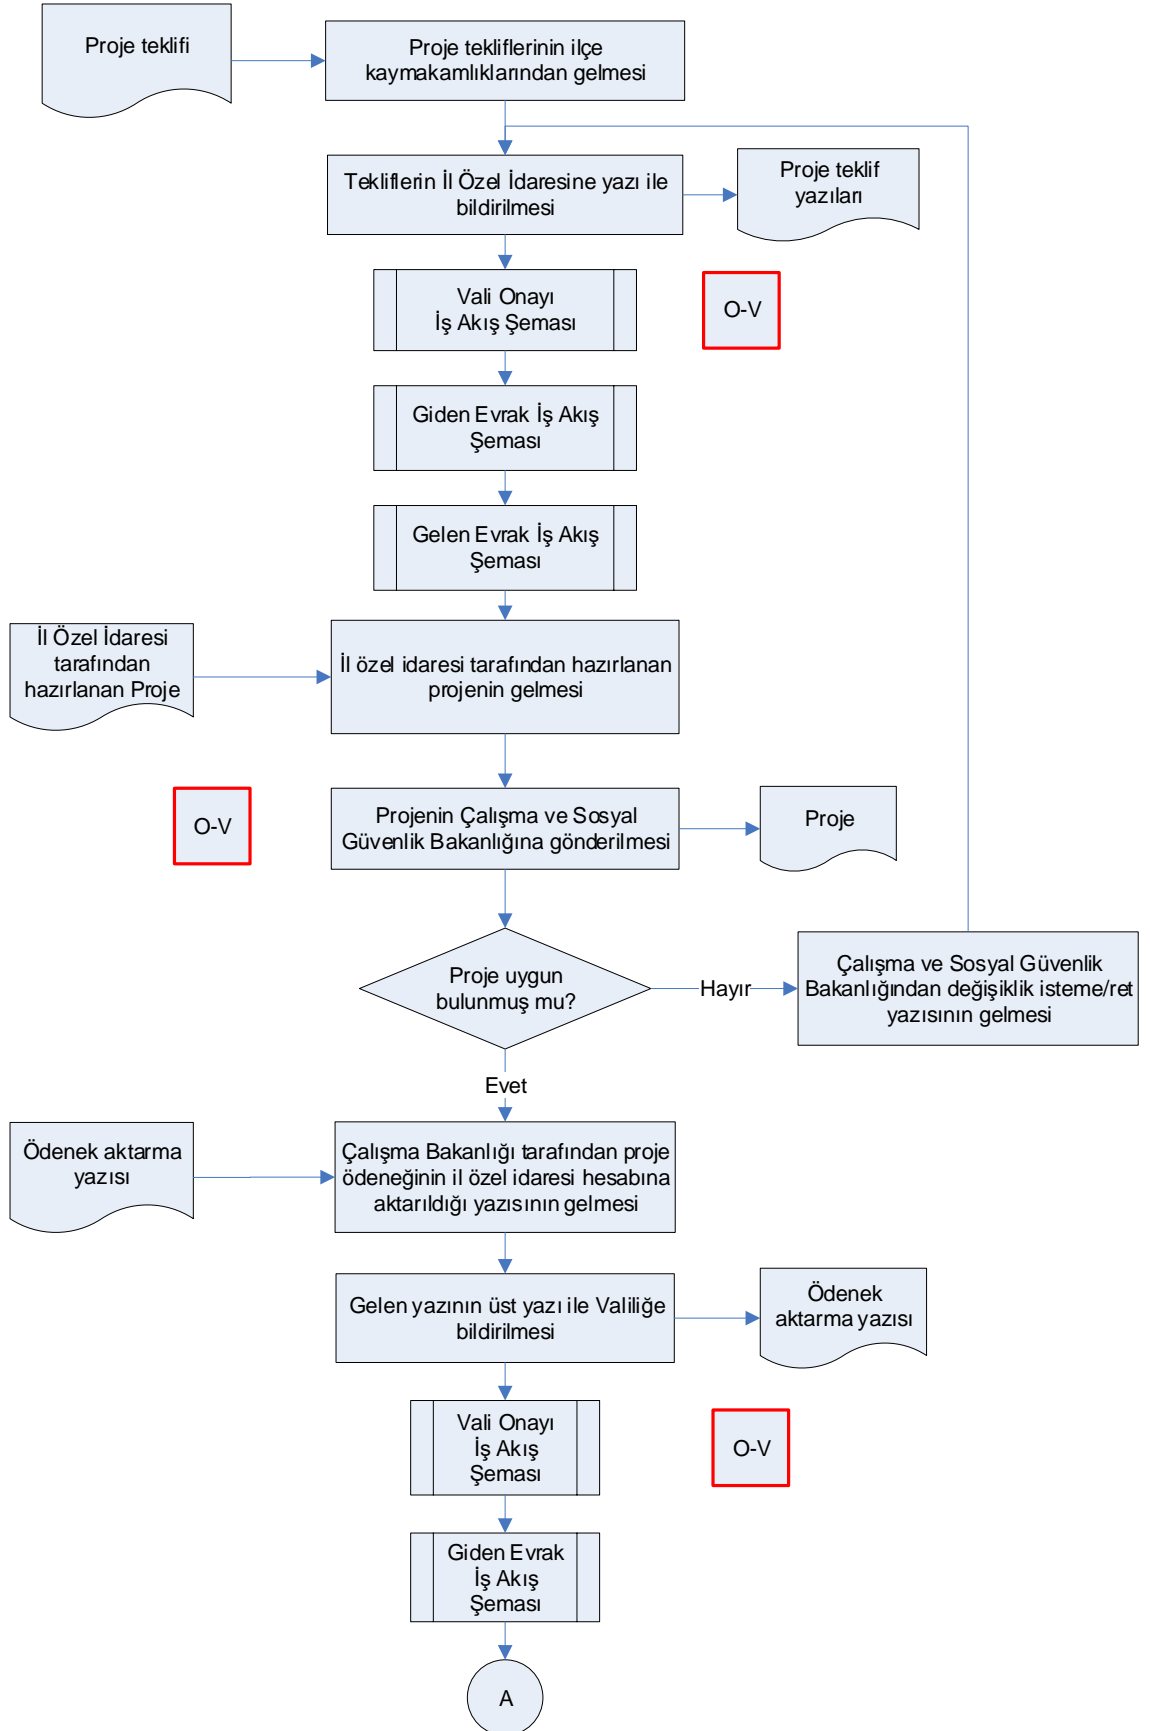 Proje teklifi
Proje tekliflerinin ilçe
kaymakamlıklarından gelmesi
Tekliflerin İl Özel İdaresine yazı ile
bildirilmesi
Proje teklif
yazıları
Vali Onayı
İş Akış Şeması
O-V
Giden Evrak İş Akış
Şeması
Gelen Evrak İş Akış
Şeması
İl Özel İdaresi
tarafından
hazırlanan Proje
İl özel idaresi tarafından hazırlanan
projenin gelmesi
O-V
Projenin Çalışma ve Sosyal
Güvenlik Bakanlığına gönderilmesi
Proje
Proje uygun
bulunmuş mu?
Hayır
Çalışma ve Sosyal Güvenlik
Bakanlığından değişiklik isteme/ret
yazısının gelmesi
Evet
Ödenek aktarma
yazısı
Çalışma Bakanlığı tarafından proje
ödeneğinin il özel idaresi hesabına
aktarıldığı yazısının gelmesi
Gelen yazının üst yazı ile Valiliğe
bildirilmesi
Ödenek
aktarma yazısı
Vali Onayı
İş Akış
Şeması
O-V
Giden Evrak
İş Akış
Şeması
A